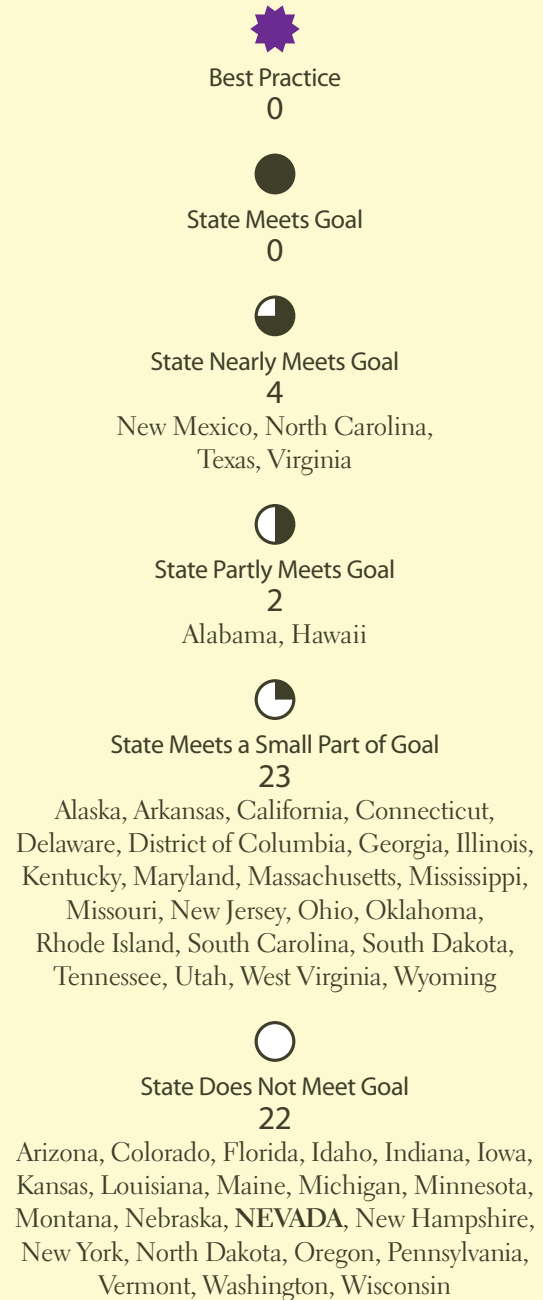 Best Practice
0
State Meets Goal
0
State Nearly Meets Goal
4
New Mexico, North Carolina,
Texas, Virginia
State Partly Meets Goal
2
Alabama, Hawaii
State Meets a Small Part of Goal
23
Alaska, Arkansas, California, Connecticut,
Delaware, District of Columbia, Georgia, Illinois,
Kentucky, Maryland, Massachusetts, Mississippi,
Missouri, New Jersey, Ohio, Oklahoma,
Rhode Island, South Carolina, South Dakota,
Tennessee, Utah, West Virginia, Wyoming
State Does Not Meet Goal
22
Arizona, Colorado, Florida, Idaho, Indiana, Iowa,
Kansas, Louisiana, Maine, Michigan, Minnesota,
Montana, Nebraska, NEVADA, New Hampshire,
New York, North Dakota, Oregon, Pennsylvania,
Vermont, Washington, Wisconsin